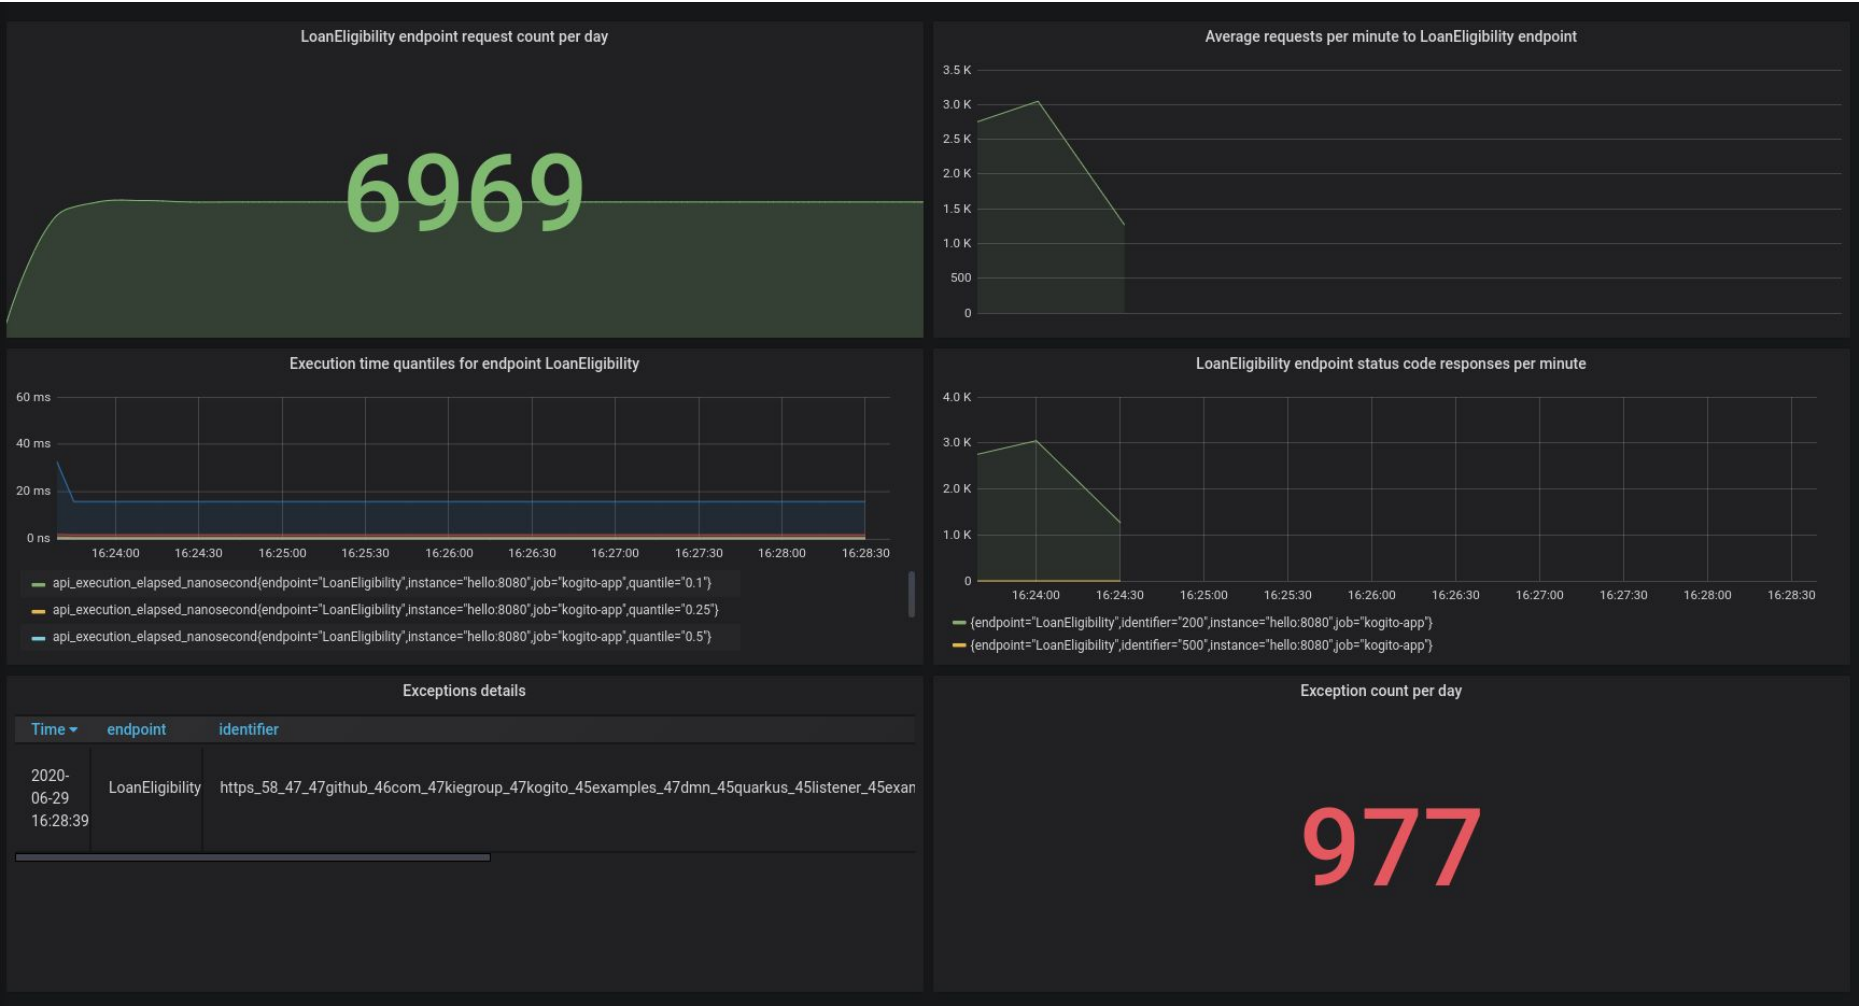 LoanEligibility endpoint request count per day
6969
Average requests per minute to LoanEligibility endpoint
3.5 K
3.0 K
2.5 K
2.0 K
1.5 K
1.0 K
500
0
Execution time quantiles for endpoint LoanEligibility
60 ms
40 ms
20 ms
0 ns
16:24:00 16:24:30 16:25:00 16:25:30 16:26:00 16:26:30 16:27:00 16:27:30 16:28:00 16:28:30
api_execution_elapsed_nanosecond{endpoint="LoanEligibility",instance="hello:8080",job="kogito-app",quantile="0.1"}
api_execution_elapsed_nanosecond{endpoint="LoanEligibility",instance="hello:8080",job="kogito-app",quantile="0.25"}
api_execution_elapsed_nanosecond{endpoint="LoanEligibility",instance="hello:8080",job="kogito-app",quantile="0.5"}
LoanEligibility endpoint status code responses per minute
4.0 K
3.0 K
2.0 K
1.0 K
0
16:24:00 16:24:30 16:25:00 16:25:30 16:26:00 16:26:30 16:27:00 16:27:30 16:28:00 16:28:30
{endpoint="LoanEligibility",identifier="200",instance="hello:8080",job="kogito-app"}
{endpoint="LoanEligibility",identifier="500",instance="hello:8080",job="kogito-app"}
Exceptions details
Time endpoint identifier
2020-
06-29
16:28:39
LoanEligibility
https_58_47_47github_46com_47kiegroup_47kogito_45examples_47dmn_45quarkus_45listener_45exam
Exception count per day
977